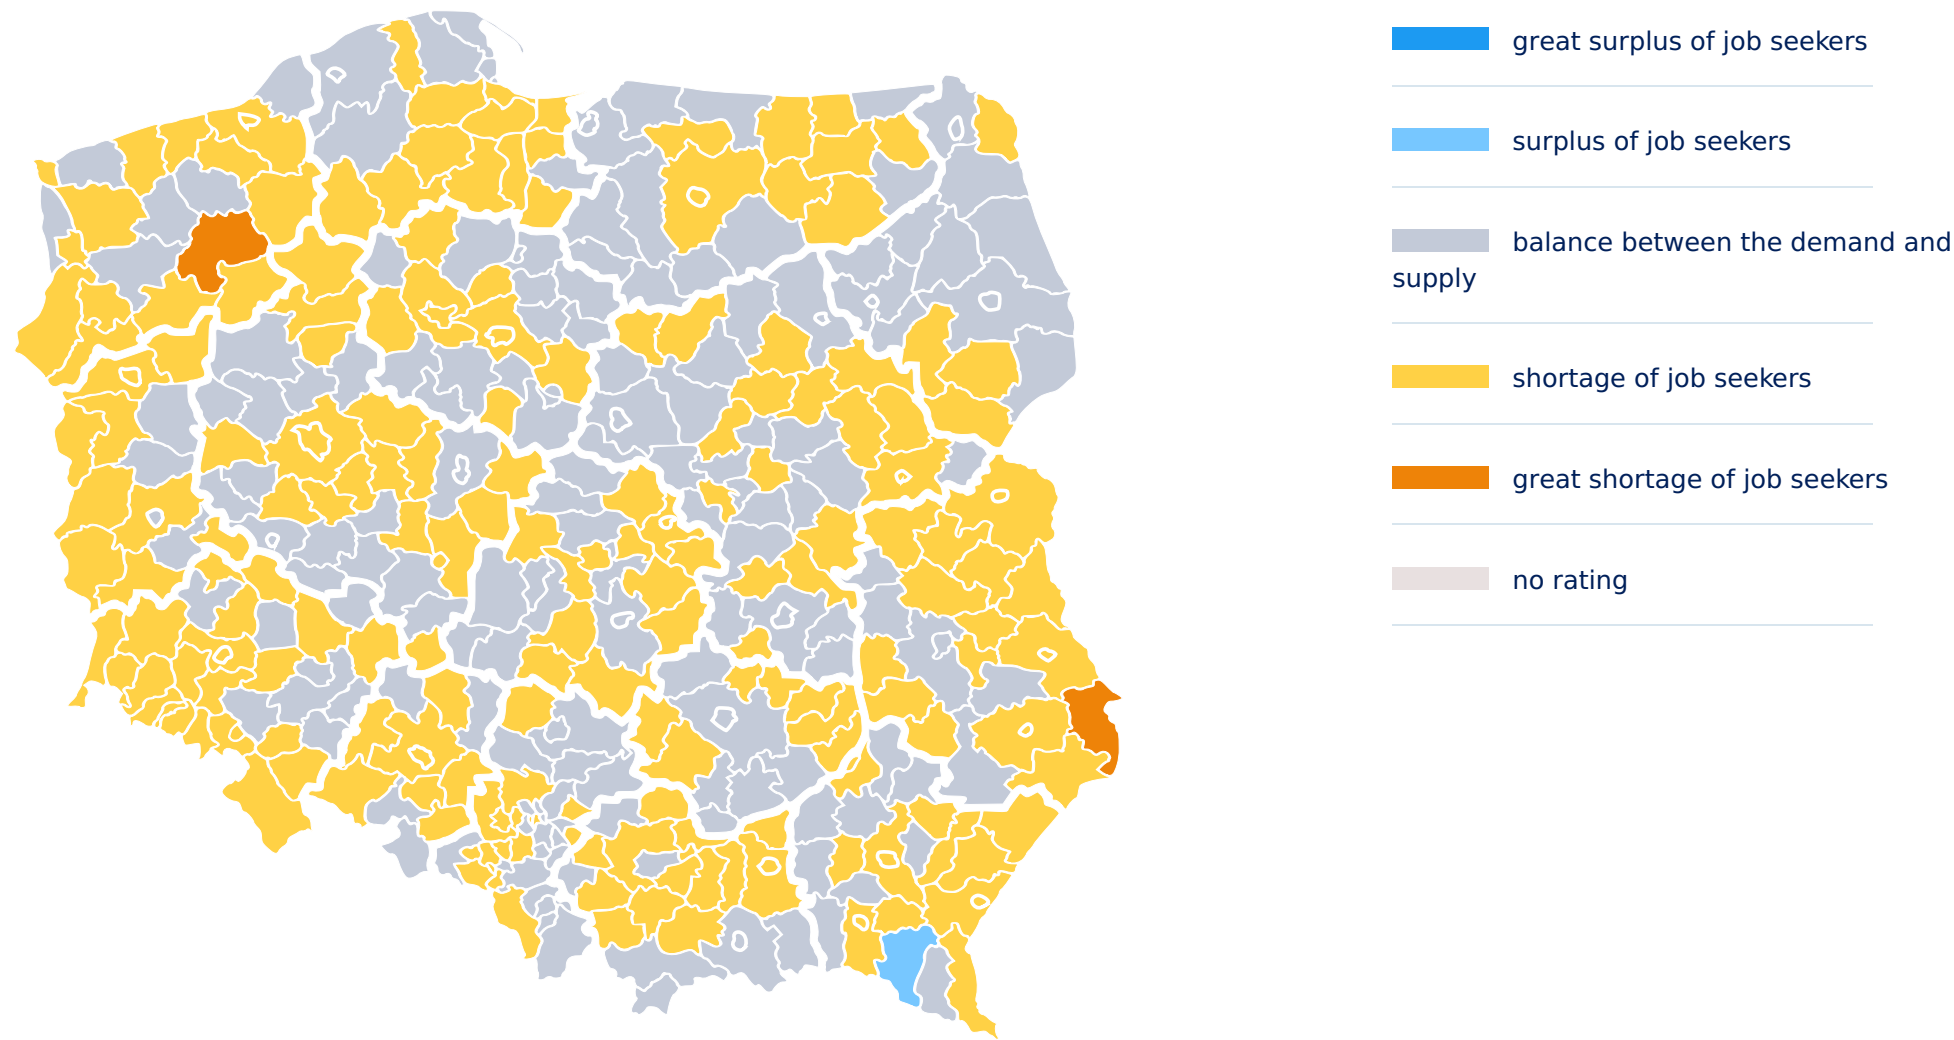 great surplus of job seekers
surplus of job seekers
balance between the demand and
supply
shortage of job seekers
great shortage of job seekers
no rating